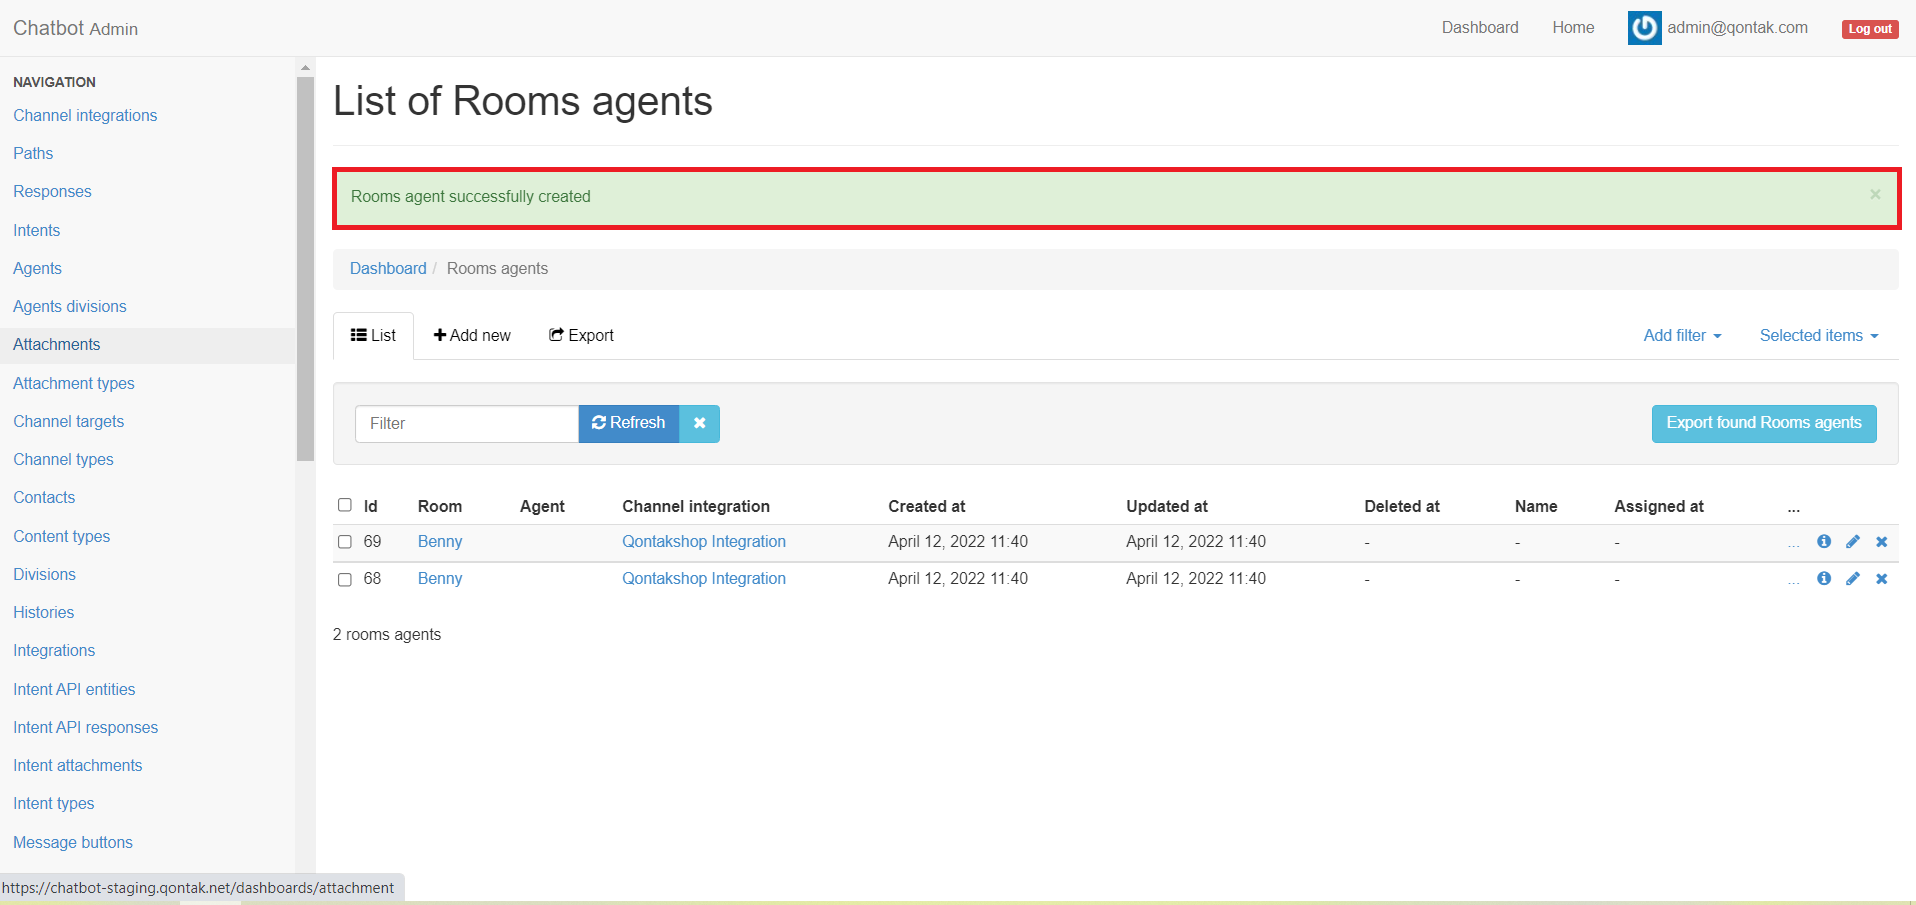 Chatbot Admin
Dashboard Home admin@qontak.com Log out
NAVIGATION
Channel integrations
Paths
Responses
Intents
Agents
Agents divisions
Attachments
Attachment types
Channel targets
Channel types
Contacts
Content types
Divisions
Histories
Integrations
Intent API entities
Intent API responses
Intent attachments
Intent types
Message buttons
List of Rooms agents
Rooms agent successfully created ×
Dashboard / Rooms agents
List Add new Export Add filter Selected items
Filter Refresh Export found Rooms agents
Id Room Agent Channel integration Created at Updated at Deleted at Name Assigned at ...
69 Benny Qontakshop Integration April 12, 2022 11:40 April 12, 2022 11:40 - - - ...
68 Benny Qontakshop Integration April 12, 2022 11:40 April 12, 2022 11:40 - - - ...
2 rooms agents
https://chatbot-staging.qontak.net/dashboards/attachment